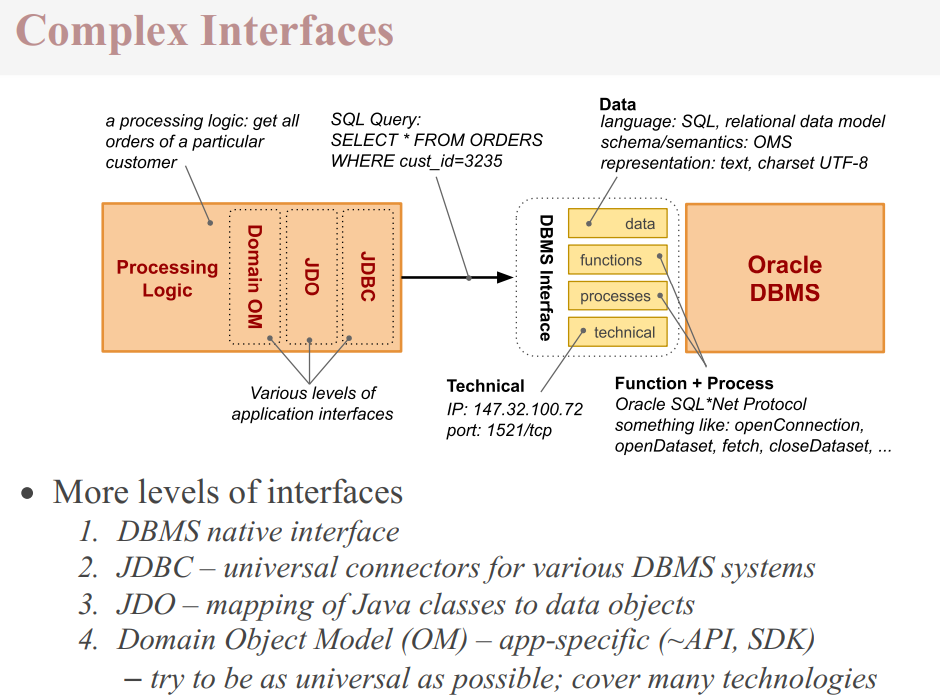 Complex Interfaces
a processing logic: get all
orders of a particular
customer
SQL Query:
SELECT * FROM ORDERS
WHERE cust_id=3235
Data
language: SQL, relational data model
schema/semantics: OMS
representation: text, charset UTF-8
Processing
Logic
Domain OM
JDO
JDBC
DBMS Interface
data
functions
processes
technical
Oracle
DBMS
Various levels of
application interfaces
Technical
IP: 147.32.100.72
port: 1521/tcp
Function + Process
Oracle SQL*Net Protocol
something like: openConnection,
openDataset, fetch, closeDataset, ...
• More levels of interfaces
1. DBMS native interface
2. JDBC – universal connectors for various DBMS systems
3. JDO – mapping of Java classes to data objects
4. Domain Object Model (OM) – app-specific (~API, SDK)
– try to be as universal as possible; cover many technologies